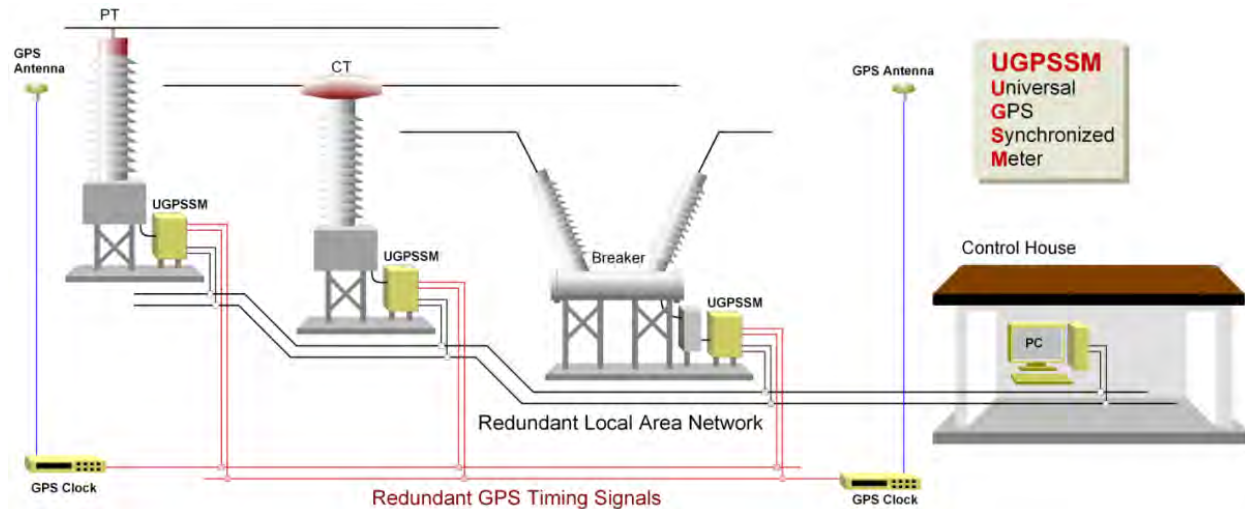 PT
GPS
Antenna
CT
GPS Antenna
UGPSSM
Universal
GPS
Synchronized
Meter
UGPSSM
UGPSSM
Breaker
UGPSSM
Control House
PC
Redundant Local Area Network
GPS Clock
Redundant GPS Timing Signals
GPS Clock